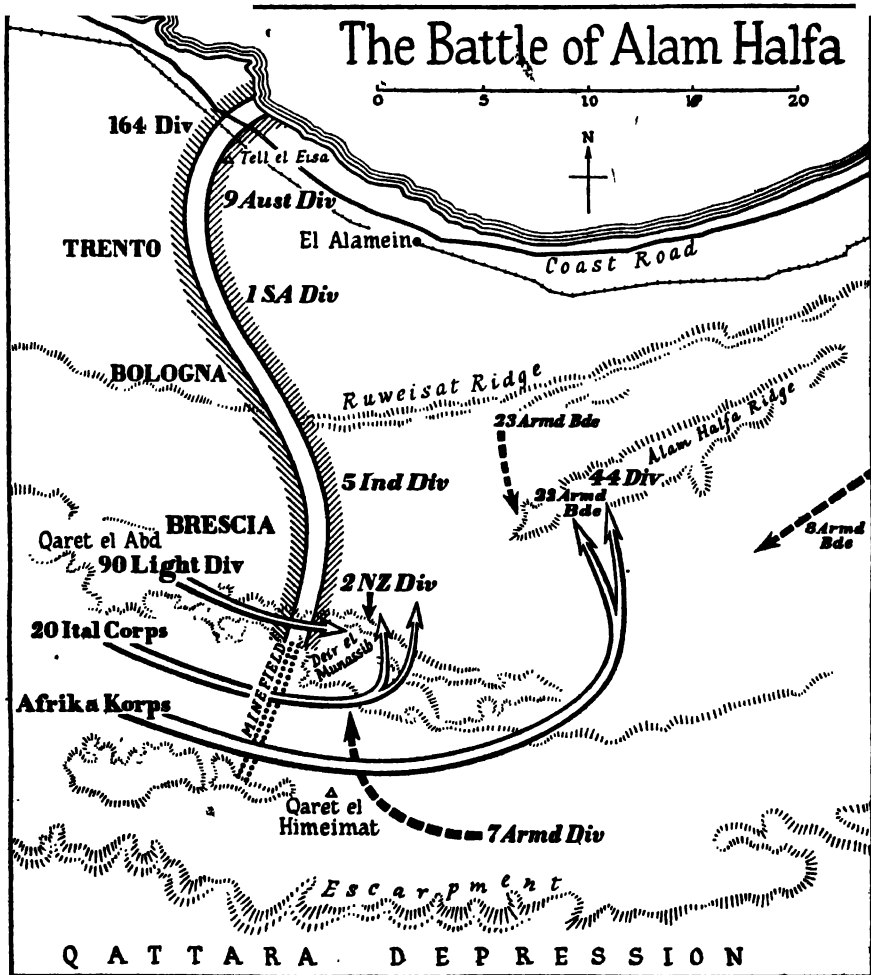 The Battle of Alam Halfa
0 5 10 15 20
N
164 Div
Tell el Eisa
9 Aust Div
El Alamein
TRENTO
Coast Road
1 SA Div
BOLOGNA
Ruweisat Ridge
23 Armd Bde
Alam Halfa Ridge
44 Div
5 Ind Div
22 Armd
Bde
BRESCIA
8 Armd
Bde
Qaret el Abd
90 Light Div
2 NZ Div
20 Ital Corps
Deir el
Munassib
MINEFIELD
Afrika Korps
Qaret el
Himeimat
7 Armd Div
Escarpment
QATTARA DEPRESSION